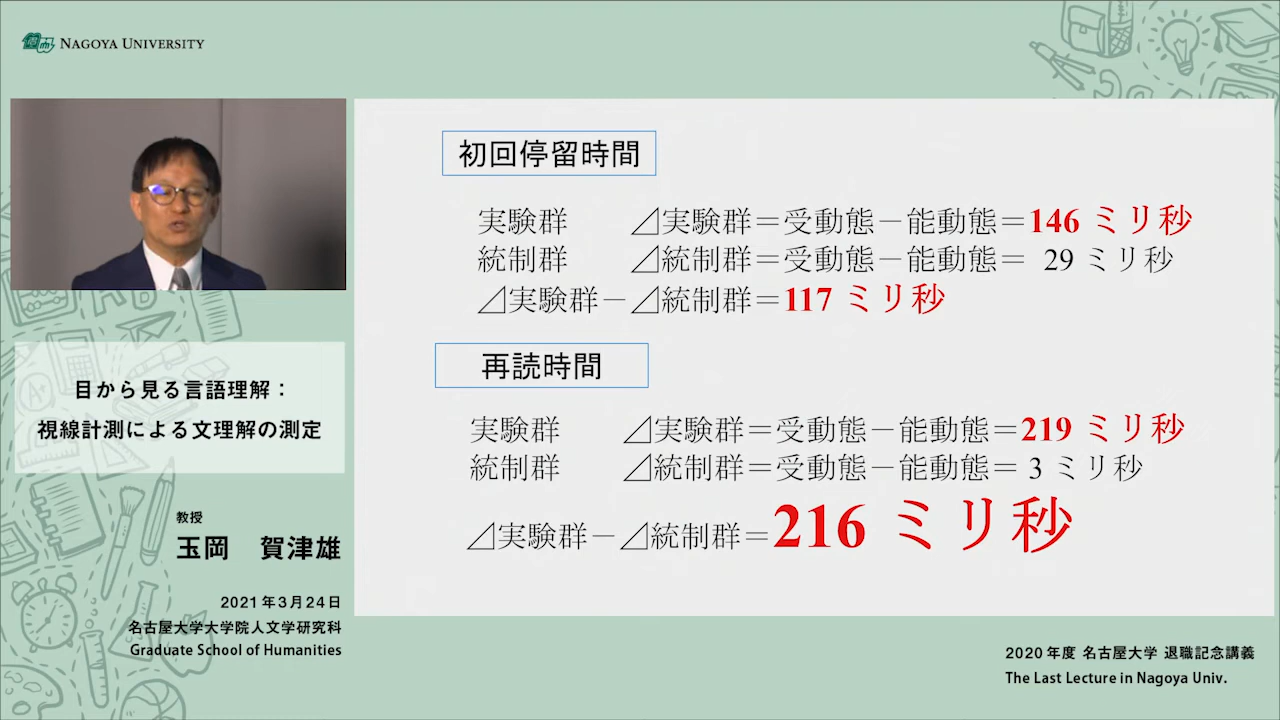 NAGOYA UNIVERSITY
初回停留時間
実験群 ⊿実験群＝受動態－能動態＝146 ミリ秒
統制群 ⊿統制群＝受動態－能動態＝ 29 ミリ秒
⊿実験群－⊿統制群＝117 ミリ秒
再読時間
実験群 ⊿実験群＝受動態－能動態＝219 ミリ秒
統制群 ⊿統制群＝受動態－能動態＝ 3 ミリ秒
⊿実験群－⊿統制群＝216 ミリ秒
目から見る言語理解：
視線計測による文理解の測定
教授
玉岡 賀津雄
2021年3月24日
名古屋大学大学院人文学研究科
Graduate School of Humanities
2020年度 名古屋大学 退職記念講義
The Last Lecture in Nagoya Univ.